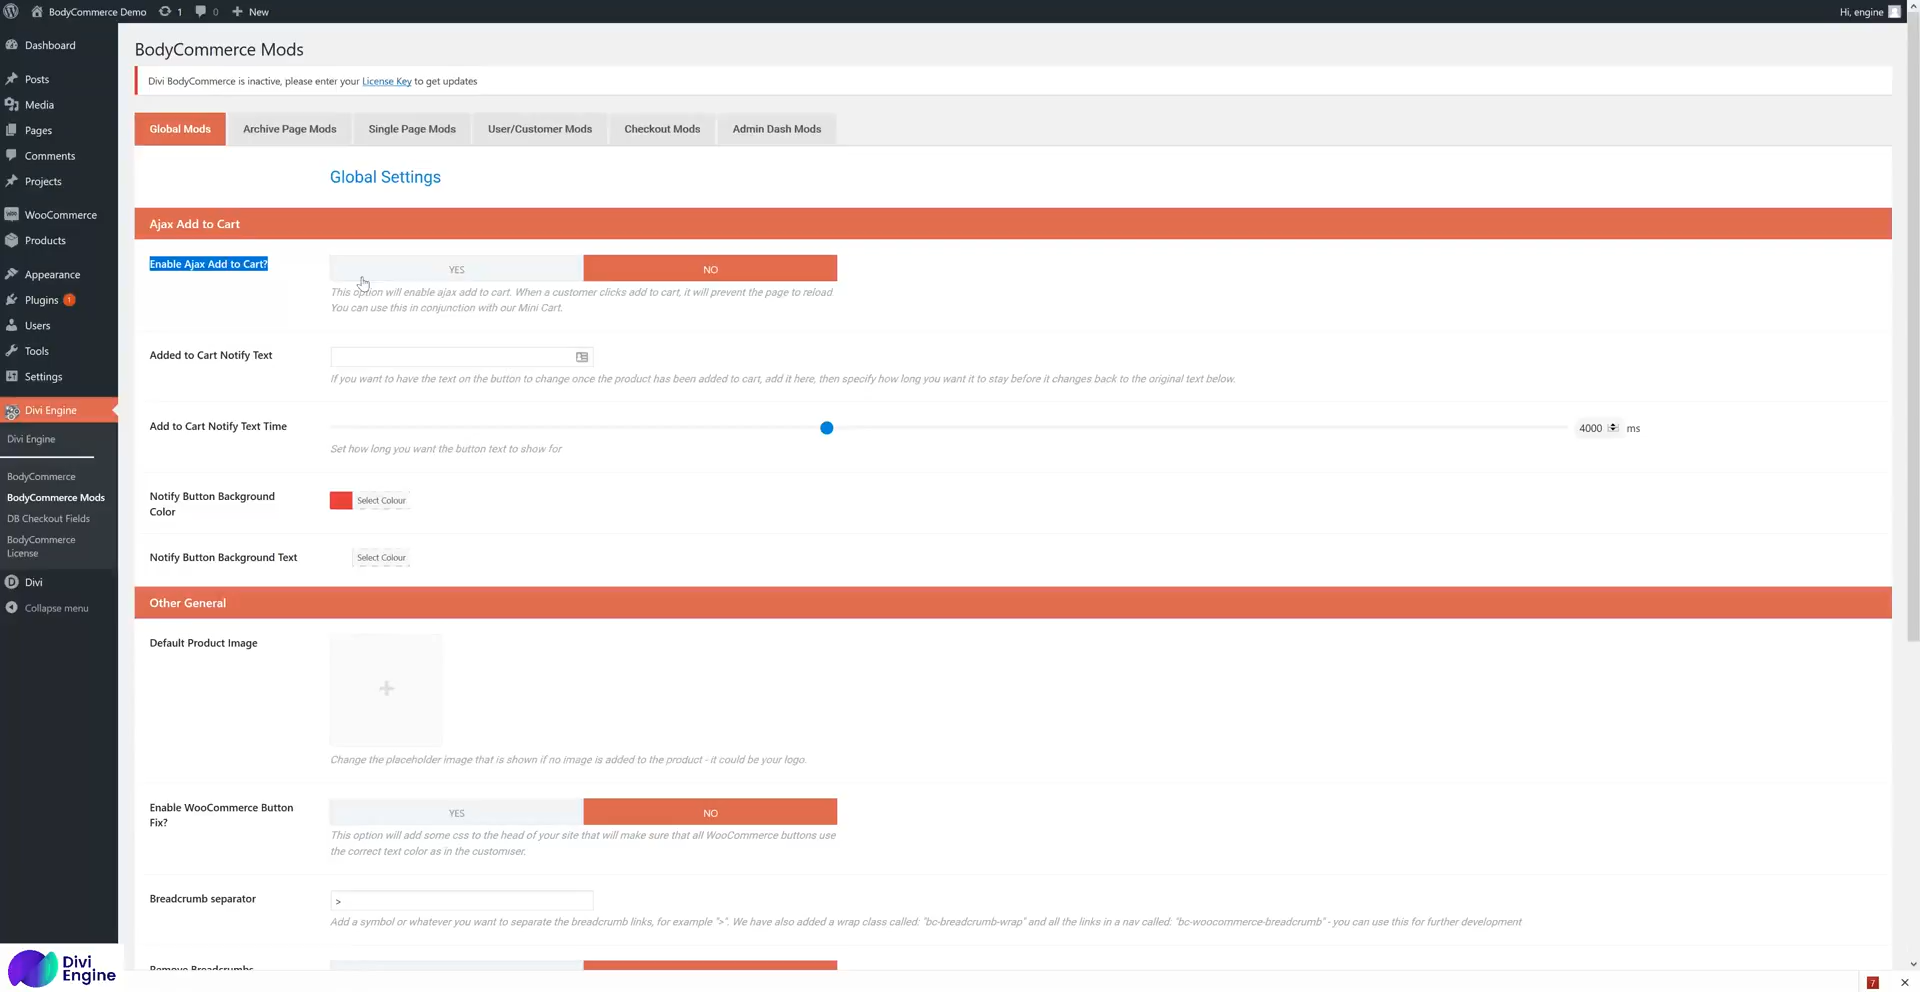 BodyCommerce Demo
1
0
New
Hi, engine
Dashboard
Posts
Media
Pages
Comments
Projects
WooCommerce
Products
Appearance
Plugins 1
Users
Tools
Settings
Divi Engine
Divi Engine
BodyCommerce
BodyCommerce Mods
DB Checkout Fields
BodyCommerce
License
Divi
Collapse menu
Divi
Engine
BodyCommerce Mods
Divi BodyCommerce is inactive, please enter your License Key to get updates
Global Mods
Archive Page Mods
Single Page Mods
User/Customer Mods
Checkout Mods
Admin Dash Mods
Global Settings
Ajax Add to Cart
Enable Ajax Add to Cart?
YES
NO
This option will enable ajax add to cart. When a customer clicks add to cart, it will prevent the page to reload
You can use this in conjunction with our Mini Cart.
Added to Cart Notify Text
If you want to have the text on the button to change once the product has been added to cart, add it here, then specify how long you want it to stay before it changes back to the original text below.
Add to Cart Notify Text Time
4000
ms
Set how long you want the button text to show for
Notify Button Background
Color
Select Colour
Notify Button Background Text
Select Colour
Other General
Default Product Image
+
Change the placeholder image that is shown if no image is added to the product - it could be your logo.
Enable WooCommerce Button
Fix?
YES
NO
This option will add some css to the head of your site that will make sure that all WooCommerce buttons use
the correct text color as in the customiser.
Breadcrumb separator
>
Add a symbol or whatever you want to separate the breadcrumb links, for example ">". We have also added a wrap class called: "bc-breadcrumb-wrap" and all the links in a nav called: "bc-woocommerce-breadcrumb" - you can use this for further development
Remove Breadcrumbs
7